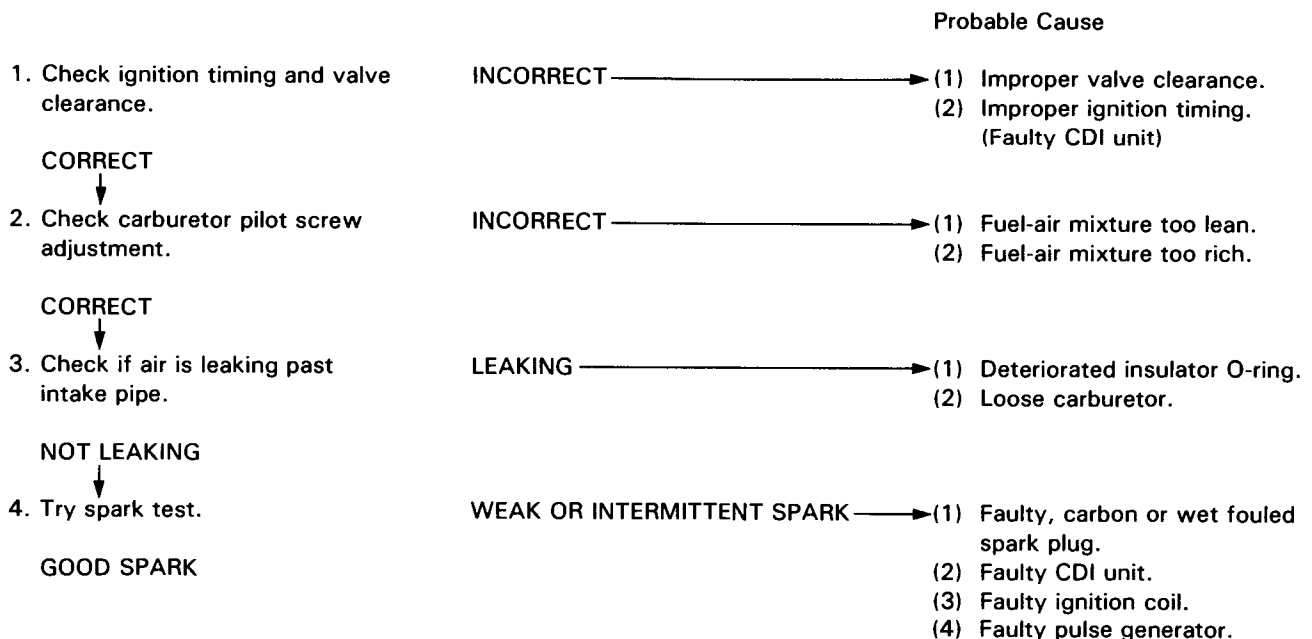 Probable Cause
1. Check ignition timing and valve clearance.
INCORRECT
(1) Improper valve clearance.
(2) Improper ignition timing.
(Faulty CDI unit)
CORRECT
2. Check carburetor pilot screw
adjustment.
INCORRECT
(1) Fuel-air mixture too lean.
(2) Fuel-air mixture too rich.
CORRECT
3. Check if air is leaking past
intake pipe.
LEAKING
(1) Deteriorated insulator O-ring.
(2) Loose carburetor.
NOT LEAKING
4. Try spark test.
WEAK OR INTERMITTENT SPARK
(1) Faulty, carbon or wet fouled
spark plug.
(2) Faulty CDI unit.
(3) Faulty ignition coil.
(4) Faulty pulse generator.
GOOD SPARK